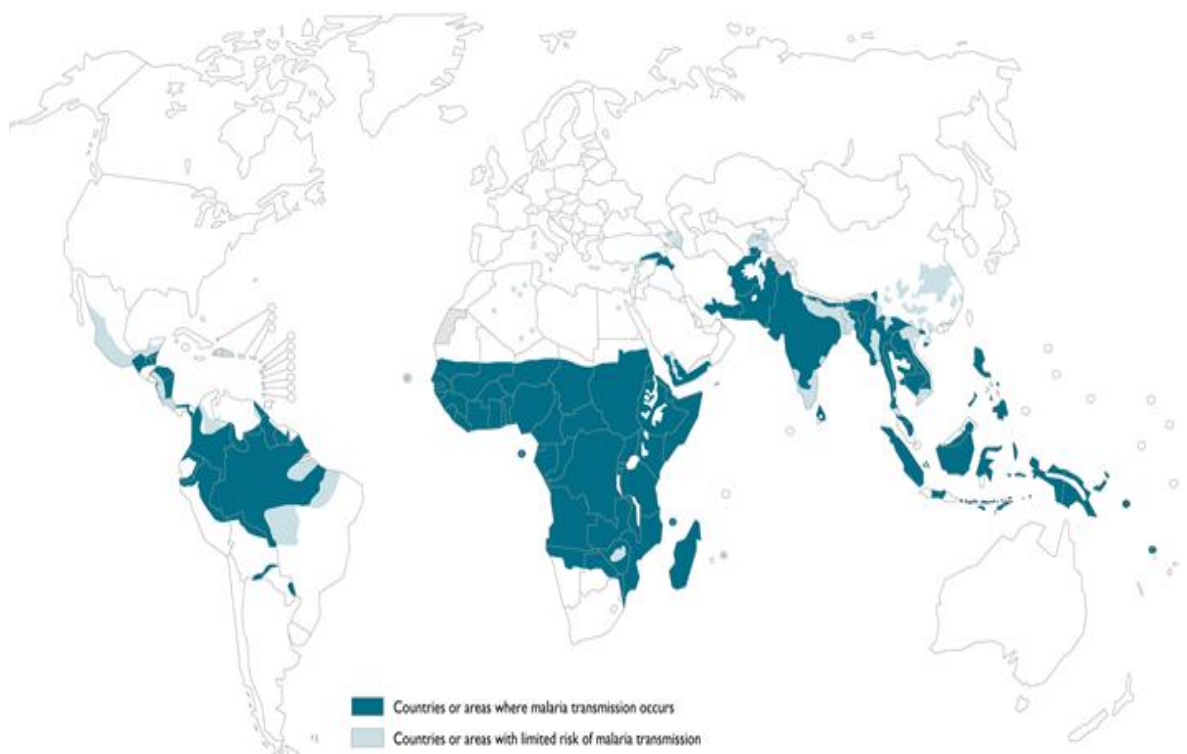 Countries or areas where malaria transmission occurs
Countries or areas with limited risk of malaria transmission